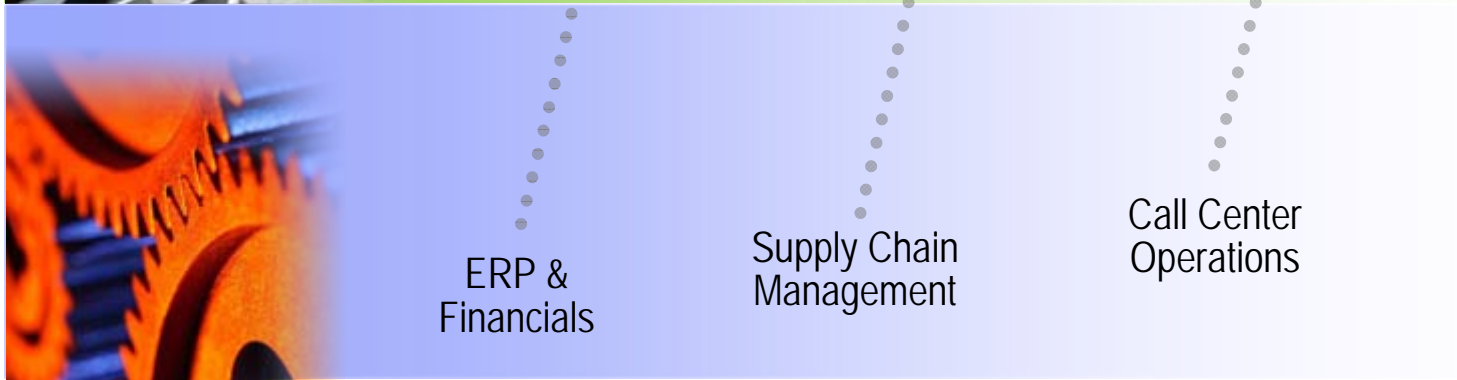 ERP &
Financials
Supply Chain
Management
Call Center
Operations